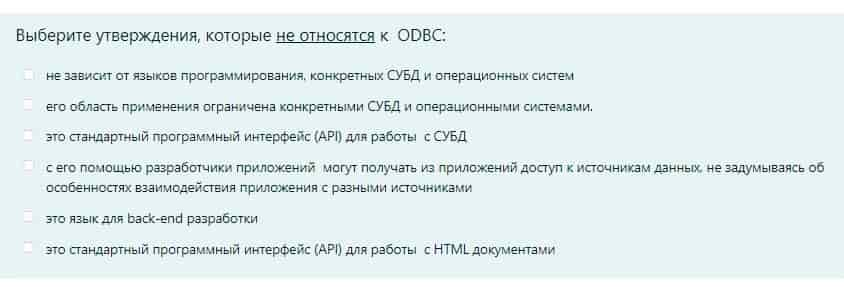 Выберите утверждения, которые не относятся к ODBC:
не зависит от языков программирования, конкретных СУБД и операционных систем
его область применения ограничена конкретными СУБД и операционными системами.
это стандартный программный интерфейс (API) для работы с СУБД
с его помощью разработчики приложений могут получать из приложений доступ к источникам данных, не задумываясь об
особенностях взаимодействия приложения с разными источниками
это язык для back-end разработки
это стандартный программный интерфейс (API) для работы с HTML документами